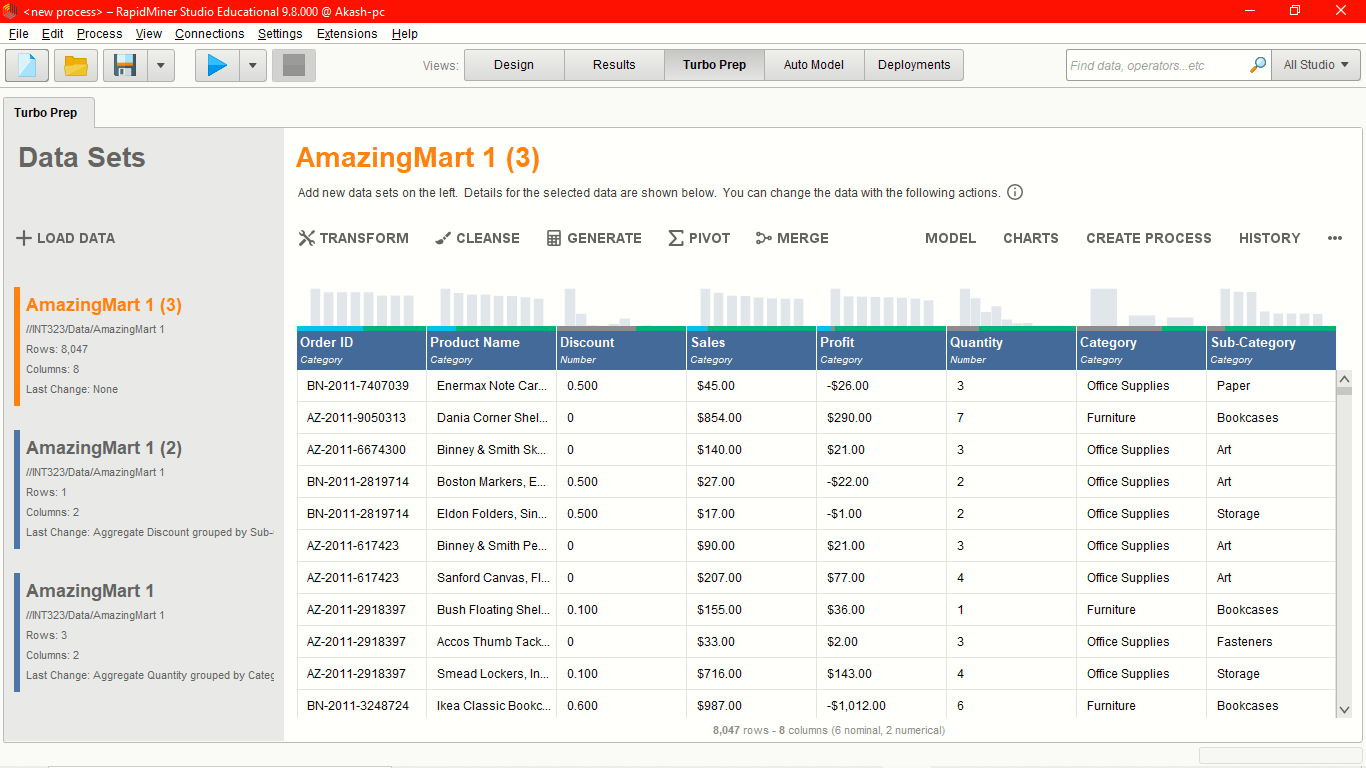 <new process> – RapidMiner Studio Educational 9.8.000 @ Akash-pc
File Edit Process View Connections Settings Extensions Help
Views: Design Results Turbo Prep Auto Model Deployments Find data, operators...etc All Studio
Turbo Prep
Data Sets
LOAD DATA
AmazingMart 1 (3)
//INT323/Data/AmazingMart 1
Rows: 8,047
Columns: 8
Last Change: None
AmazingMart 1 (2)
//INT323/Data/AmazingMart 1
Rows: 1
Columns: 2
Last Change: Aggregate Discount grouped by Sub-
AmazingMart 1
//INT323/Data/AmazingMart 1
Rows: 3
Columns: 2
Last Change: Aggregate Quantity grouped by Categ
AmazingMart 1 (3)
Add new data sets on the left. Details for the selected data are shown below. You can change the data with the following actions.
TRANSFORM CLEANSE GENERATE PIVOT MERGE MODEL CHARTS CREATE PROCESS HISTORY
Order ID Product Name Discount Sales Profit Quantity Category Sub-Category
Category Category Number Category Category Number Category Category
BN-2011-7407039 Enermax Note Car... 0.500 $45.00 -$26.00 3 Office Supplies Paper
AZ-2011-9050313 Dania Corner Shel... 0 $854.00 $290.00 7 Furniture Bookcases
AZ-2011-6674300 Binney & Smith Sk... 0 $140.00 $21.00 3 Office Supplies Art
BN-2011-2819714 Boston Markers, E... 0.500 $27.00 -$22.00 2 Office Supplies Art
BN-2011-2819714 Eldon Folders, Sin... 0.500 $17.00 -$1.00 2 Office Supplies Storage
AZ-2011-617423 Binney & Smith Pe... 0 $90.00 $21.00 3 Office Supplies Art
AZ-2011-617423 Sanford Canvas, Fl... 0 $207.00 $77.00 4 Office Supplies Art
AZ-2011-2918397 Bush Floating Shel... 0.100 $155.00 $36.00 1 Furniture Bookcases
AZ-2011-2918397 Accos Thumb Tack... 0 $33.00 $2.00 3 Office Supplies Fasteners
AZ-2011-2918397 Smead Lockers, In... 0.100 $716.00 $143.00 4 Office Supplies Storage
BN-2011-3248724 Ikea Classic Bookc... 0.600 $987.00 -$1,012.00 6 Furniture Bookcases
8,047 rows - 8 columns (6 nominal, 2 numerical)